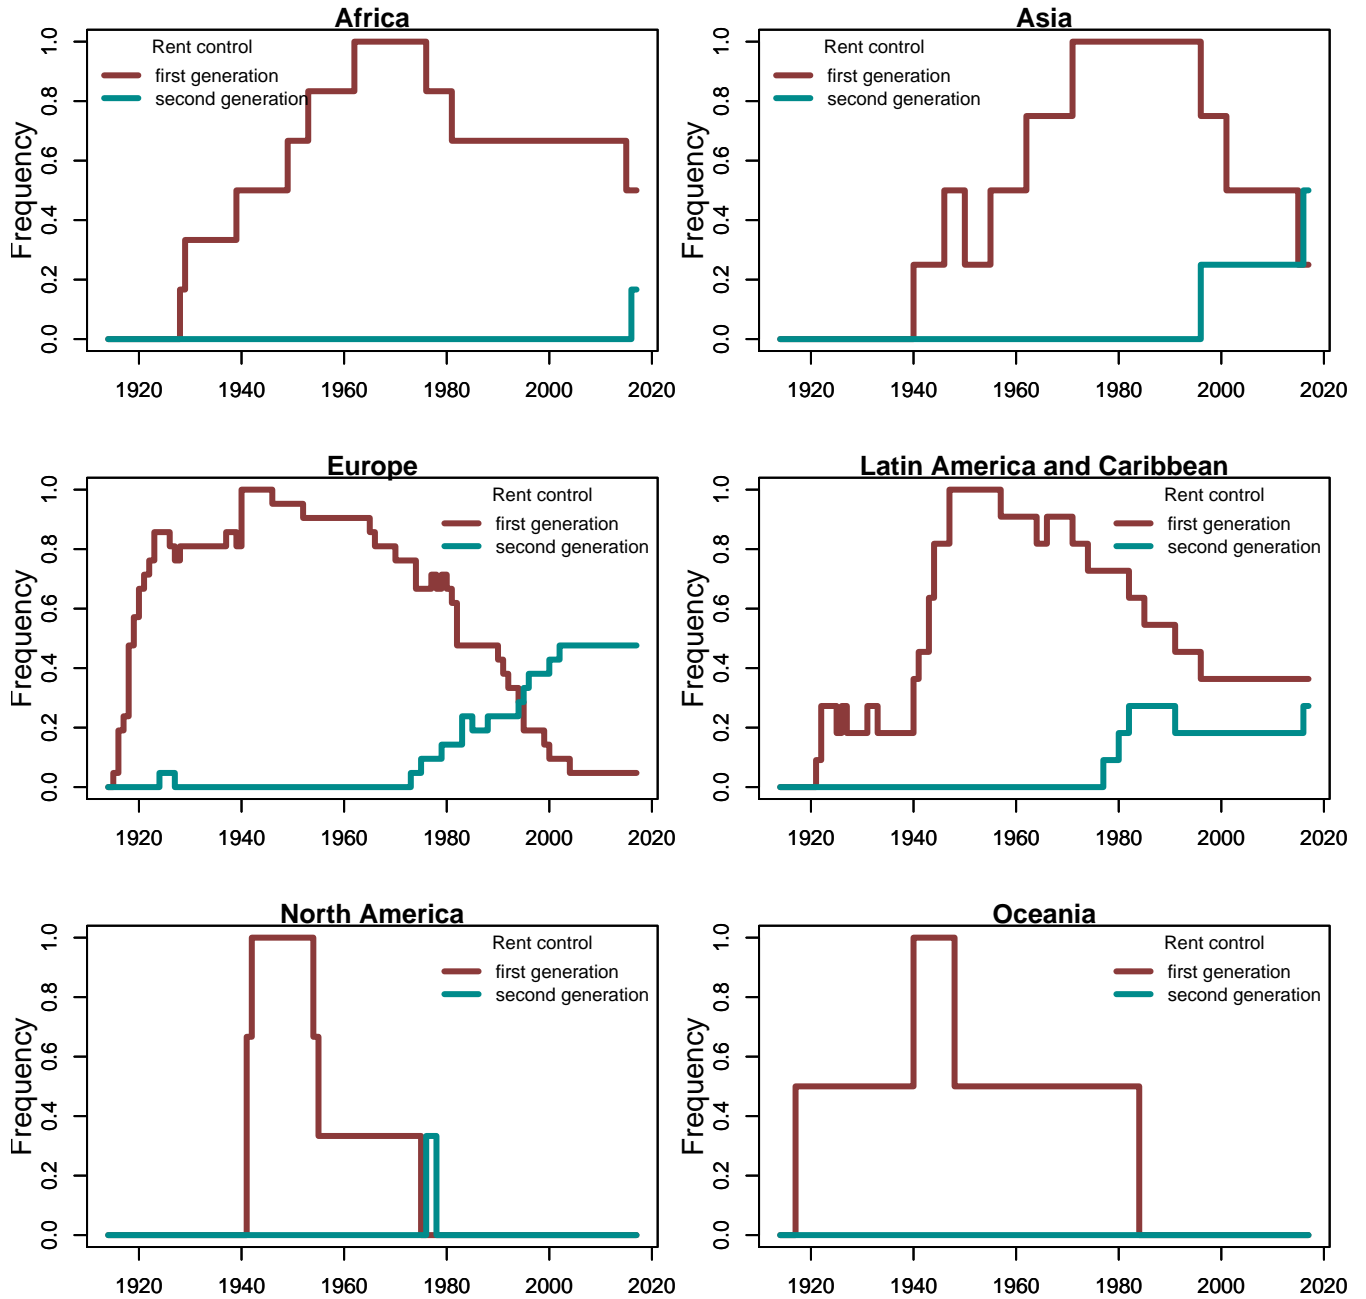 Africa
Rent control
first generation
second generation
Frequency
0.0 0.2 0.4 0.6 0.8 1.0
1920 1940 1960 1980 2000 2020
Asia
Rent control
first generation
second generation
Frequency
0.0 0.2 0.4 0.6 0.8 1.0
1920 1940 1960 1980 2000 2020
Europe
Rent control
first generation
second generation
Frequency
0.0 0.2 0.4 0.6 0.8 1.0
1920 1940 1960 1980 2000 2020
Latin America and Caribbean
Rent control
first generation
second generation
Frequency
0.0 0.2 0.4 0.6 0.8 1.0
1920 1940 1960 1980 2000 2020
North America
Rent control
first generation
second generation
Frequency
0.0 0.2 0.4 0.6 0.8 1.0
1920 1940 1960 1980 2000 2020
Oceania
Rent control
first generation
second generation
Frequency
0.0 0.2 0.4 0.6 0.8 1.0
1920 1940 1960 1980 2000 2020